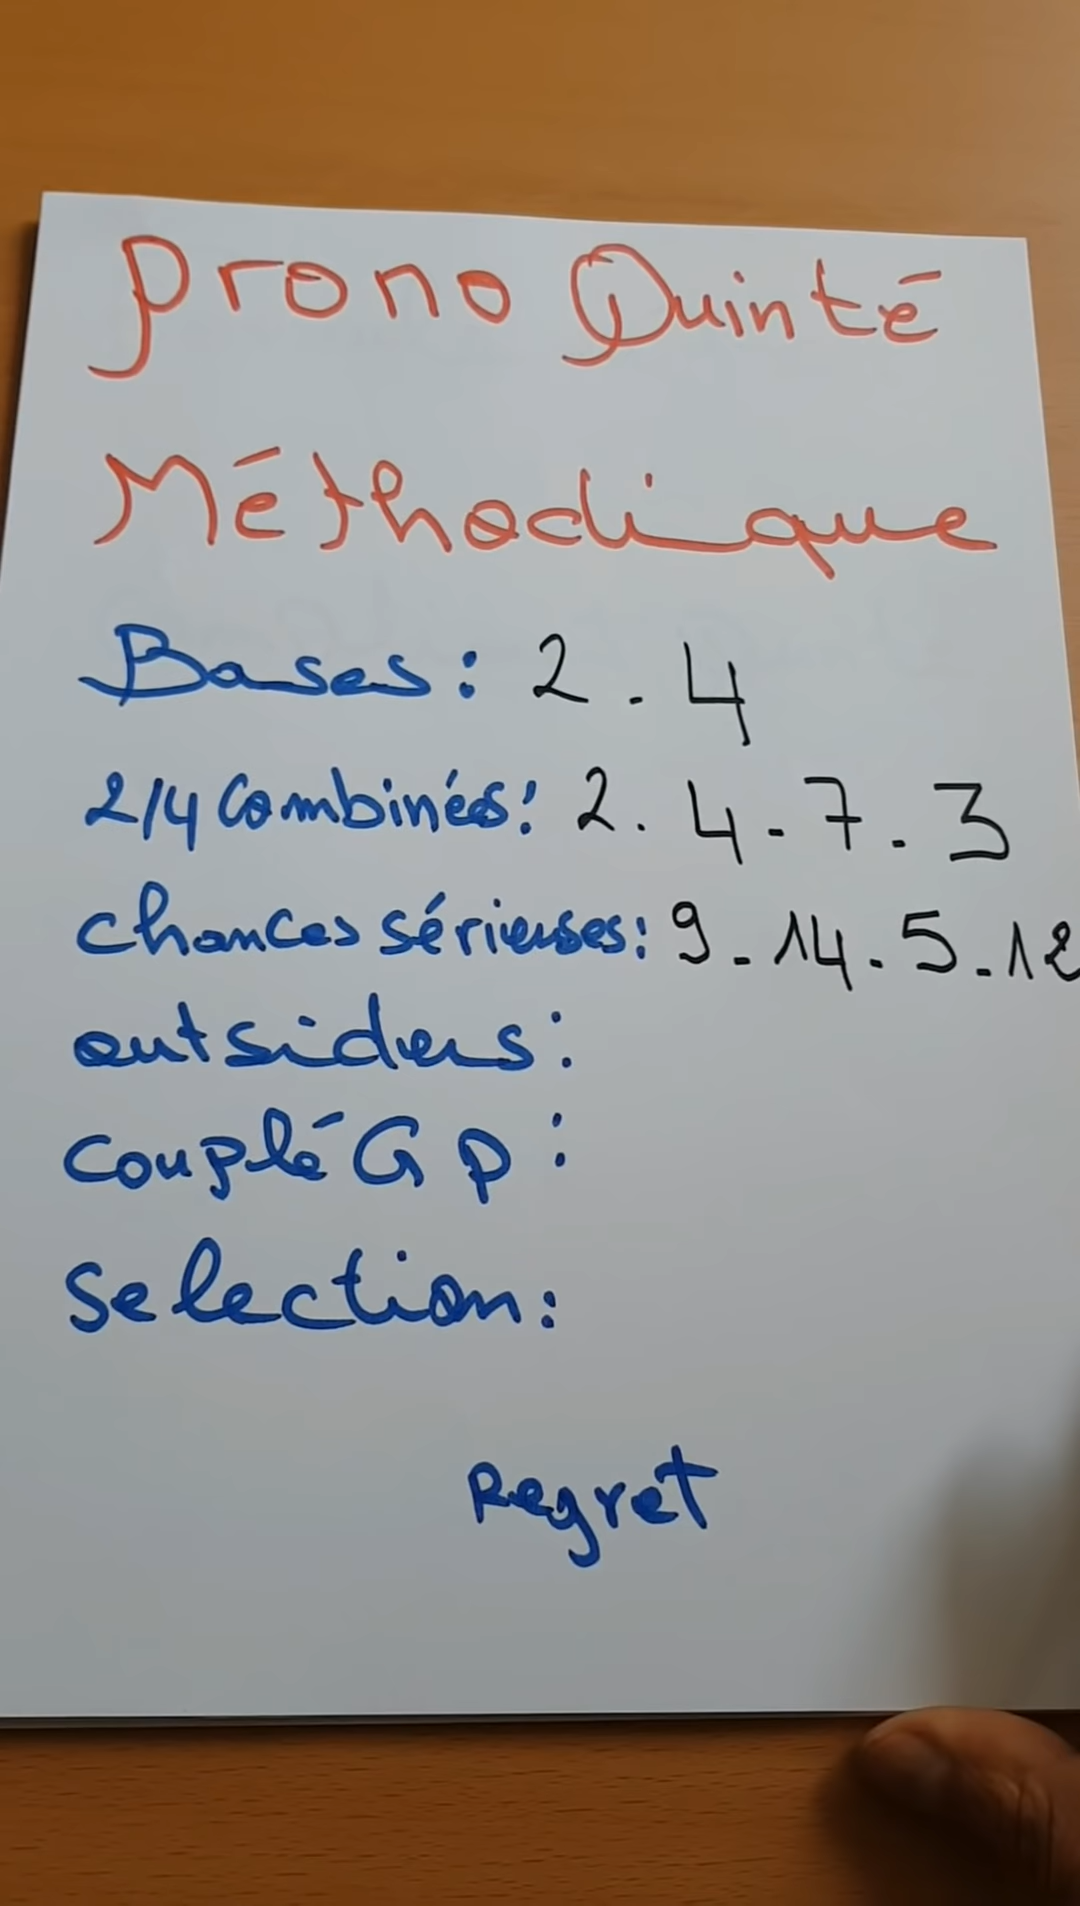 Prono Quinté
Méthodique
Bases: 2 . 4
2/4 Combinées: 2. 4 - 7 . 3
Chances sérieuses: 9 - 14 . 5 - 12
outsiders:
Couplé G P :
Selection:
Regret